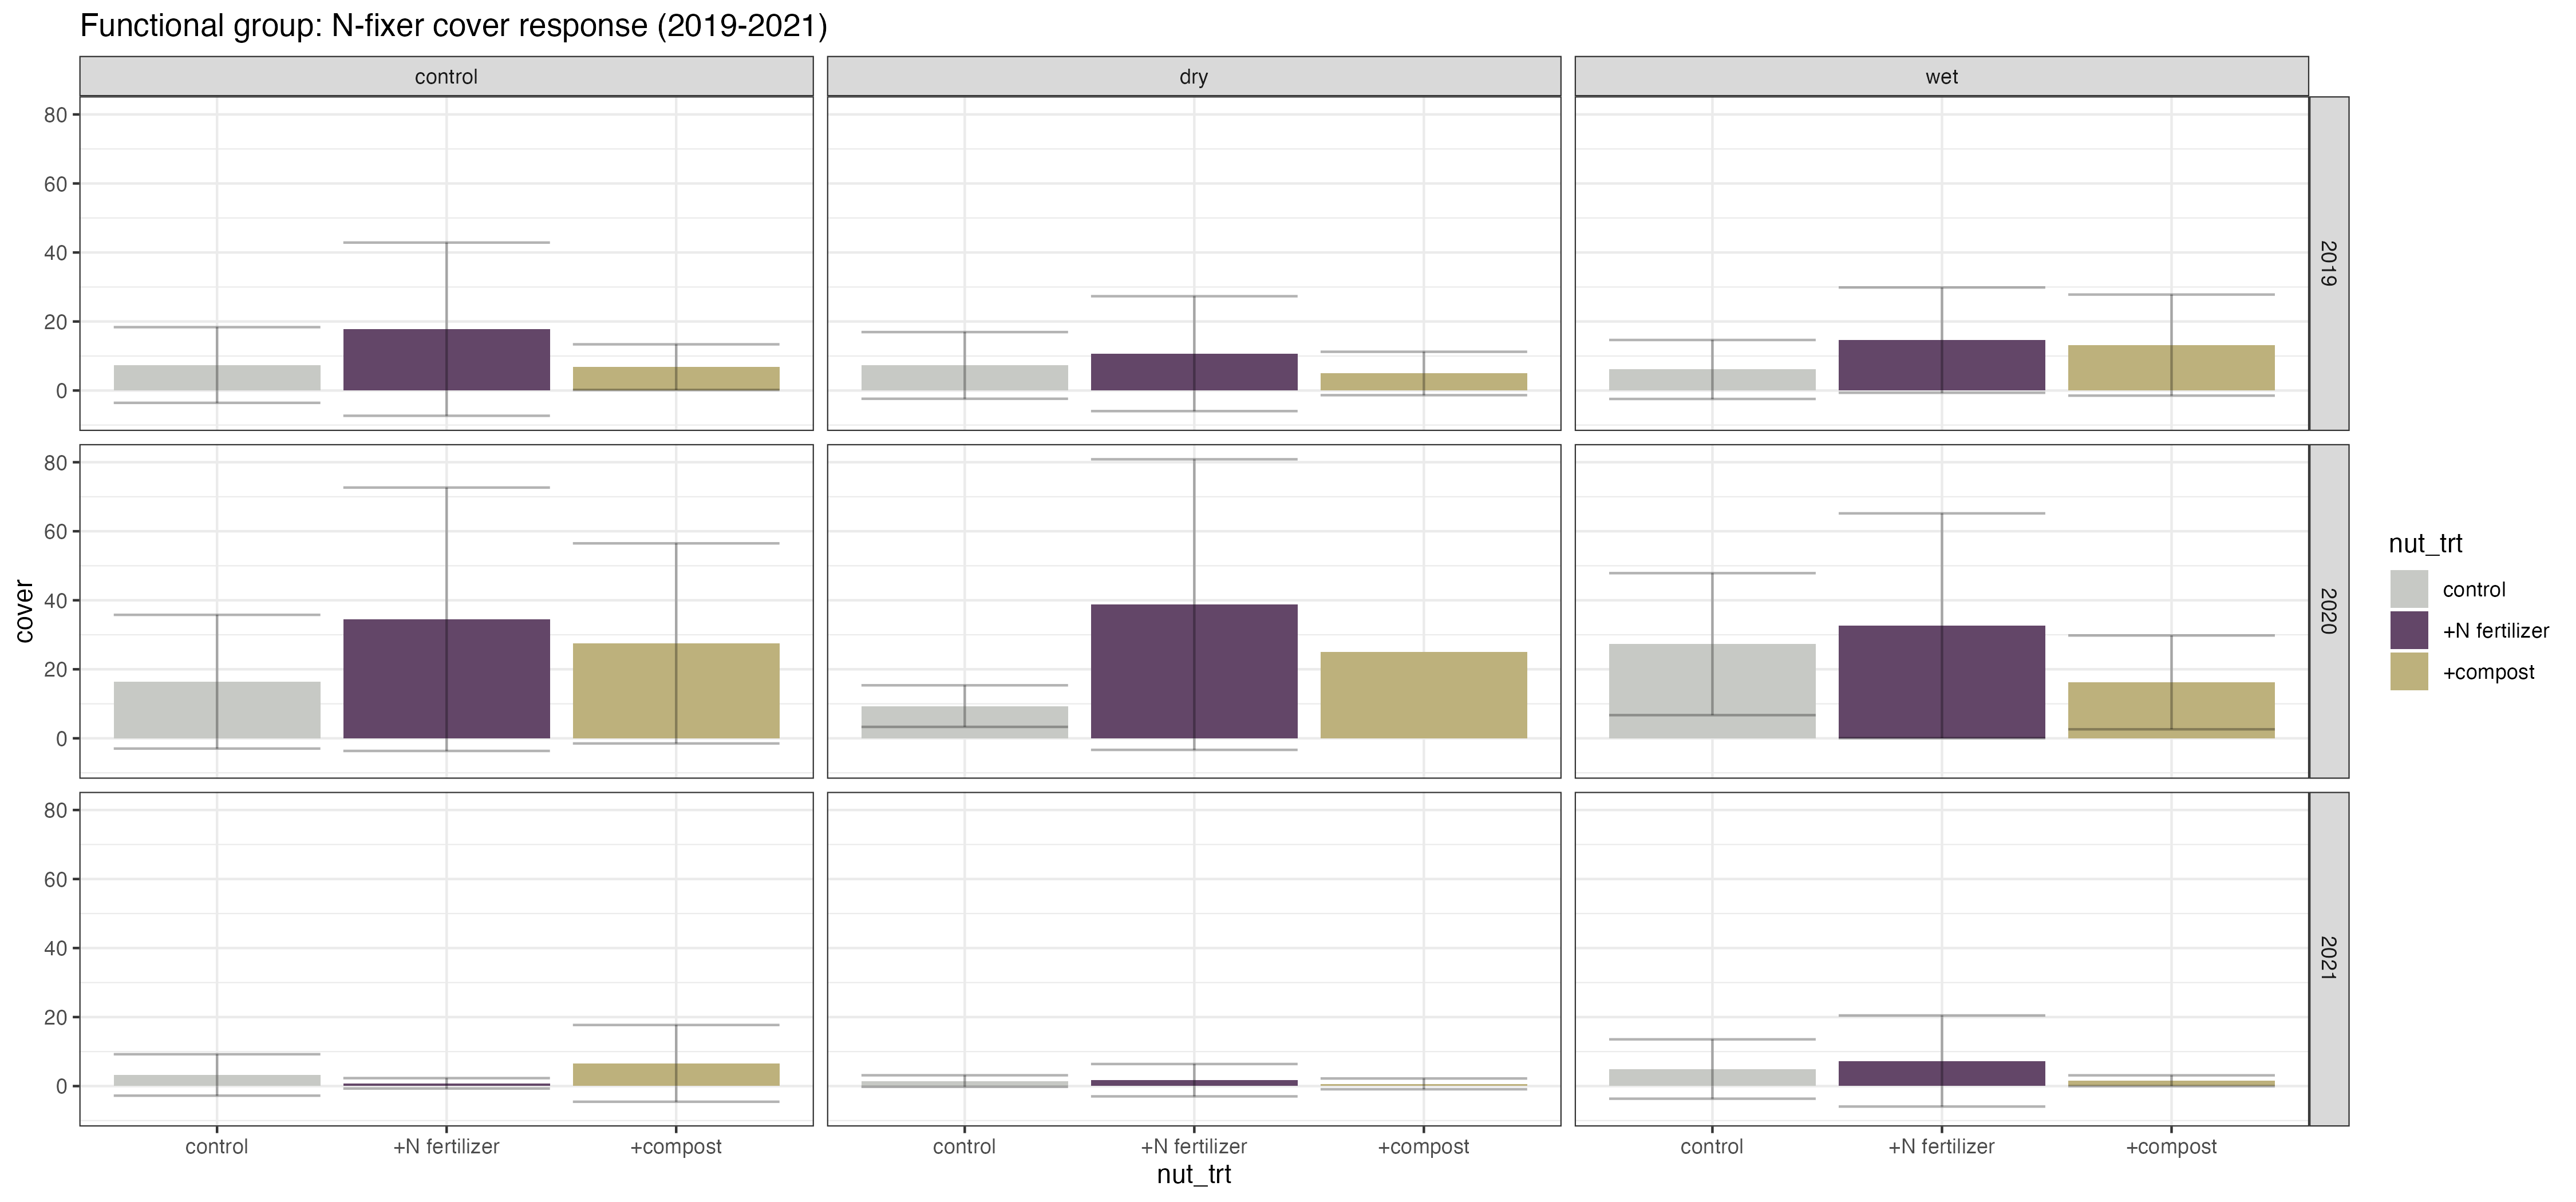 Functional group: N-fixer cover response (2019-2021)
control
dry
wet
80
60
40
20
0
2019
80
60
40
20
0
2020
80
60
40
20
0
2021
cover
control
+N fertilizer
+compost
control
+N fertilizer
+compost
control
+N fertilizer
+compost
nut_trt
nut_trt
control
+N fertilizer
+compost